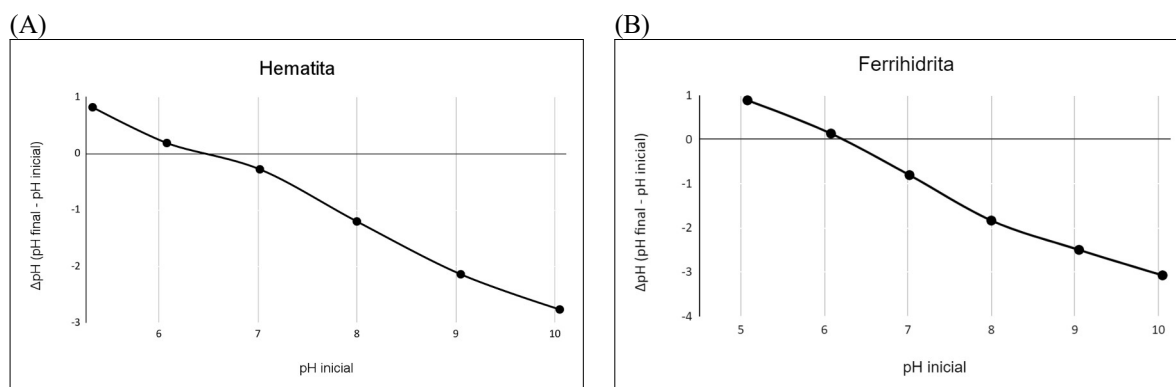 (A)
Hematita
1
0
-1
-2
-3
6
7
8
9
10
ΔpH (pH final - pH inicial)
pH inicial
(B)
Ferrihidrita
1
0
-1
-2
-3
-4
5
6
7
8
9
10
ΔpH (pH final - pH inicial)
pH inicial